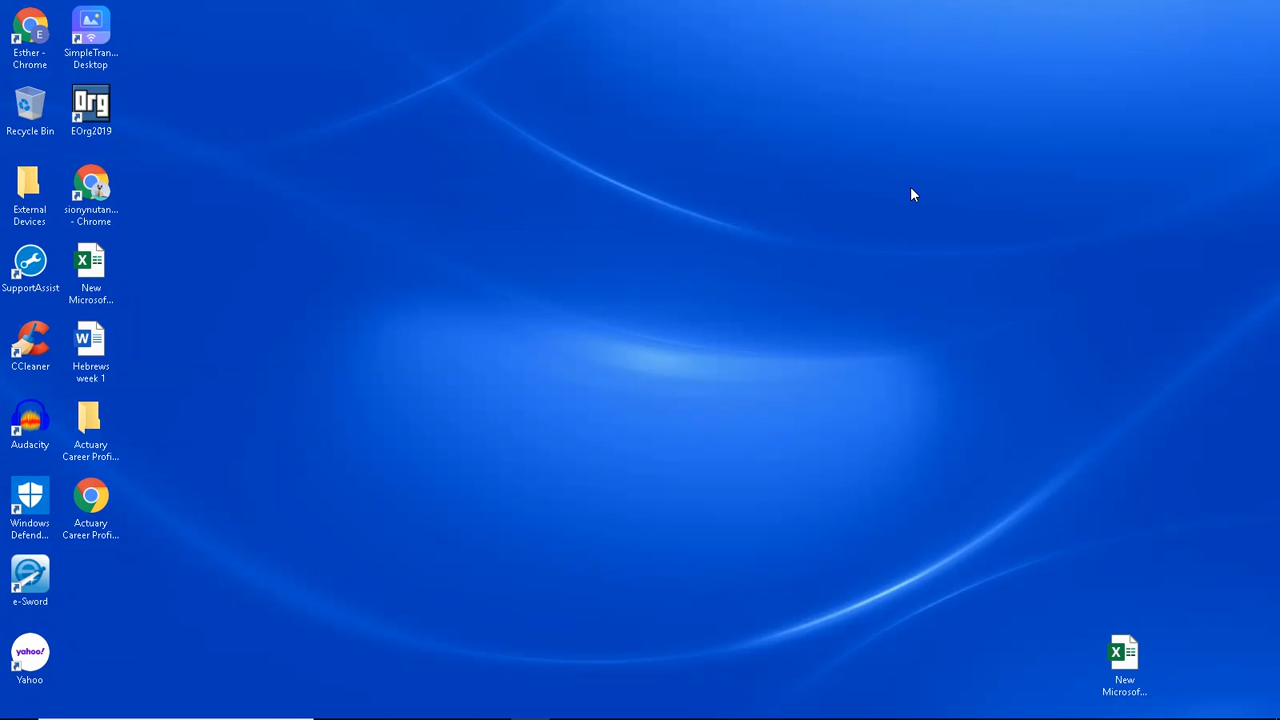 Esther -
Chrome
Recycle Bin
External
Devices
SupportAssist
CCleaner
Audacity
Windows
Defend...
e-Sword
yahoo!
Yahoo
SimpleTran...
Desktop
Org
EOrg2019
sionynutan...
- Chrome
New
Microsof...
Hebrews
week 1
Actuary
Career Profi...
Actuary
Career Profi...
New
Microsof...